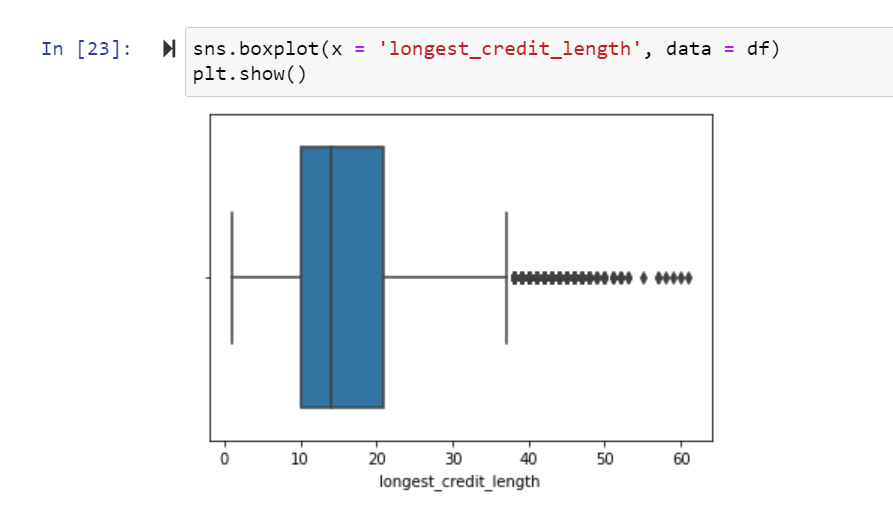 In [23]: sns.boxplot(x = 'longest_credit_length', data = df)
plt.show()
0 10 20 30 40 50 60
longest_credit_length